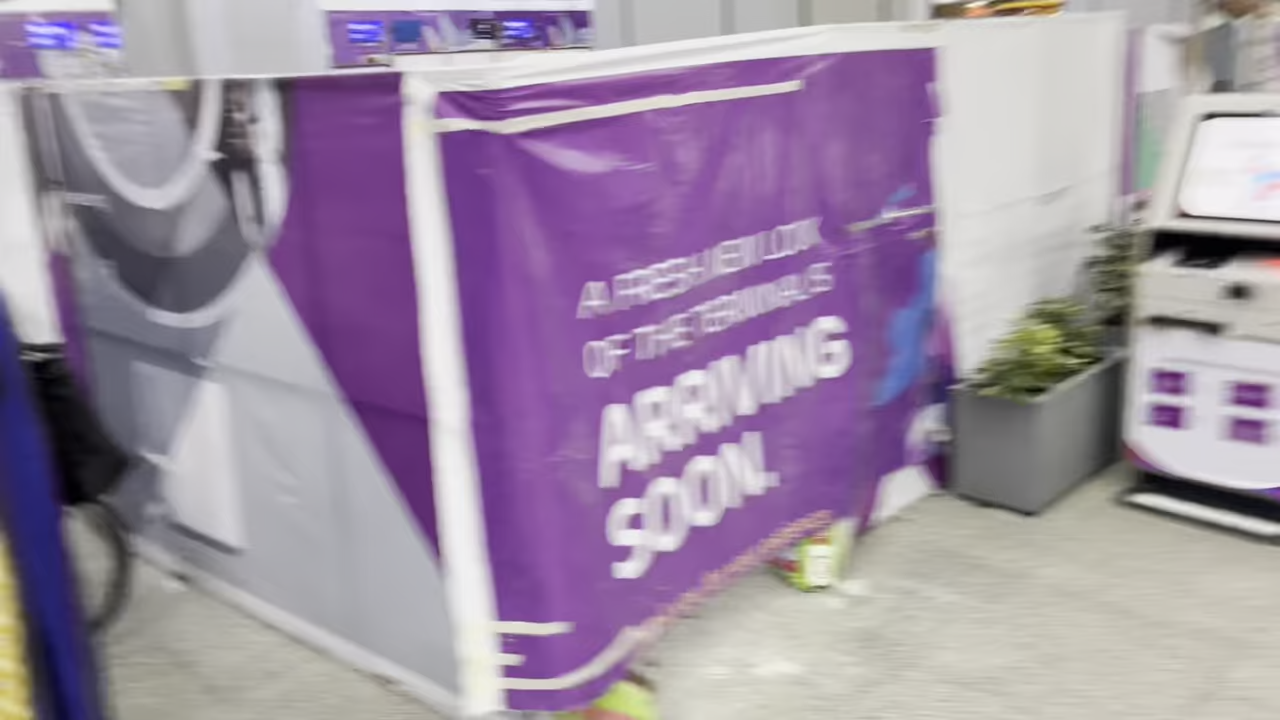 A FRESH NEW LOOK
OF THE TERMINALS
ARRIVING
SOON.